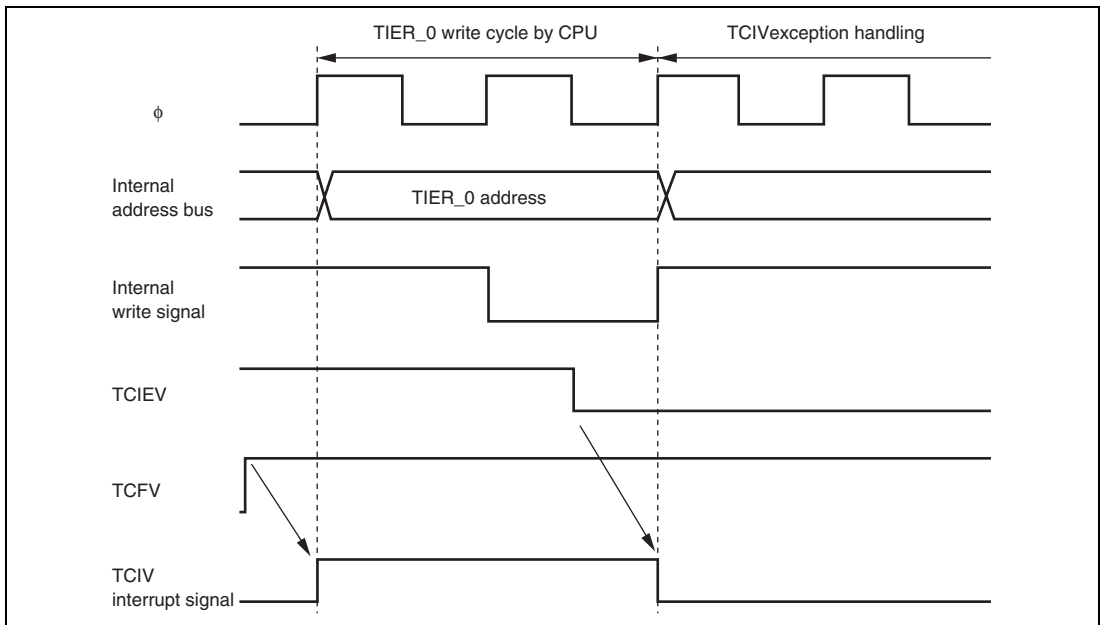 TIER_0 write cycle by CPU
TCIVexception handling
ϕ
Internal
address bus
TIER_0 address
Internal
write signal
TCIEV
TCFV
TCIV
interrupt signal